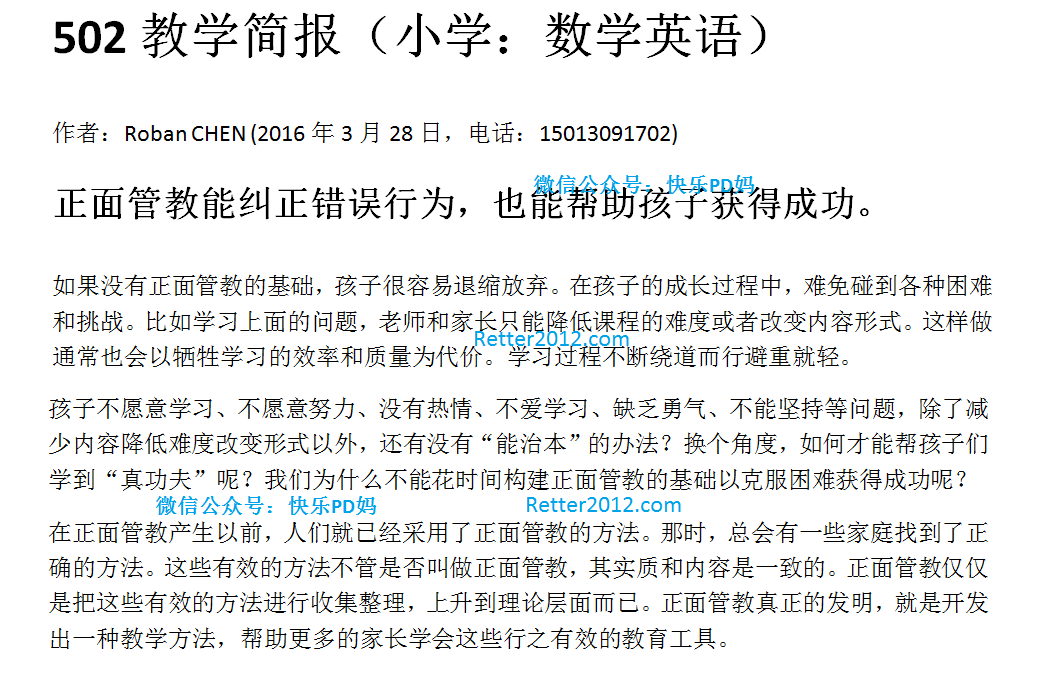 502 教学简报（小学：数学英语）
作者：Roban CHEN (2016 年 3 月 28 日，电话：15013091702)
微信公众号：快乐PD妈
正面管教能纠正错误行为，也能帮助孩子获得成功。
如果没有正面管教的基础，孩子很容易退缩放弃。在孩子的成长过程中，难免碰到各种困难
和挑战。比如学习上面的问题，老师和家长只能降低课程的难度或者改变内容形式。这样做
Retter2012.com
通常也会以牺牲学习的效率和质量为代价。学习过程不断绕道而行避重就轻。
孩子不愿意学习、不愿意努力、没有热情、不爱学习、缺乏勇气、不能坚持等问题，除了减
少内容降低难度改变形式以外，还有没有“能治本”的办法？换个角度，如何才能帮孩子们
学到“真功夫”呢？我们为什么不能花时间构建正面管教的基础以克服困难获得成功呢？
微信公众号：快乐PD妈 Retter2012.com
在正面管教产生以前，人们就已经采用了正面管教的方法。那时，总会有一些家庭找到了正
确的方法。这些有效的方法不管是否叫做正面管教，其实质和内容是一致的。正面管教仅仅
是把这些有效的方法进行收集整理，上升到理论层面而已。正面管教真正的发明，就是开发
出一种教学方法，帮助更多的家长学会这些行之有效的教育工具。